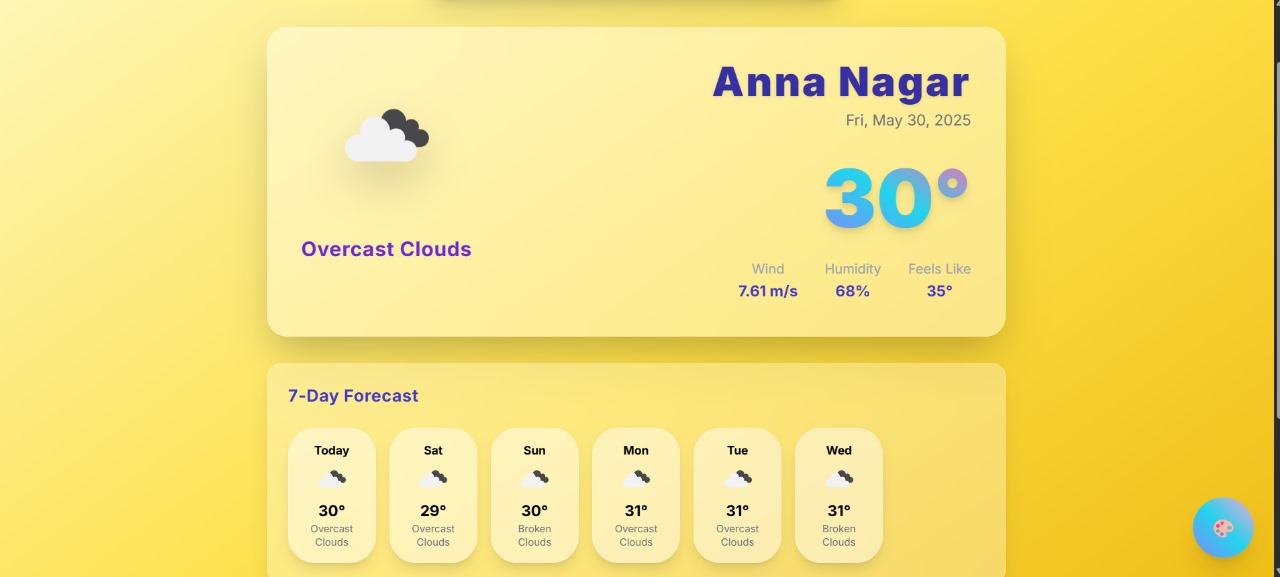 Anna Nagar
Fri, May 30, 2025
30°
Overcast Clouds
Wind Humidity Feels Like
7.61 m/s 68% 35°
7-Day Forecast
Today Sat Sun Mon Tue Wed
30° 29° 30° 31° 31° 31°
Overcast Overcast Broken Overcast Overcast Broken
Clouds Clouds Clouds Clouds Clouds Clouds